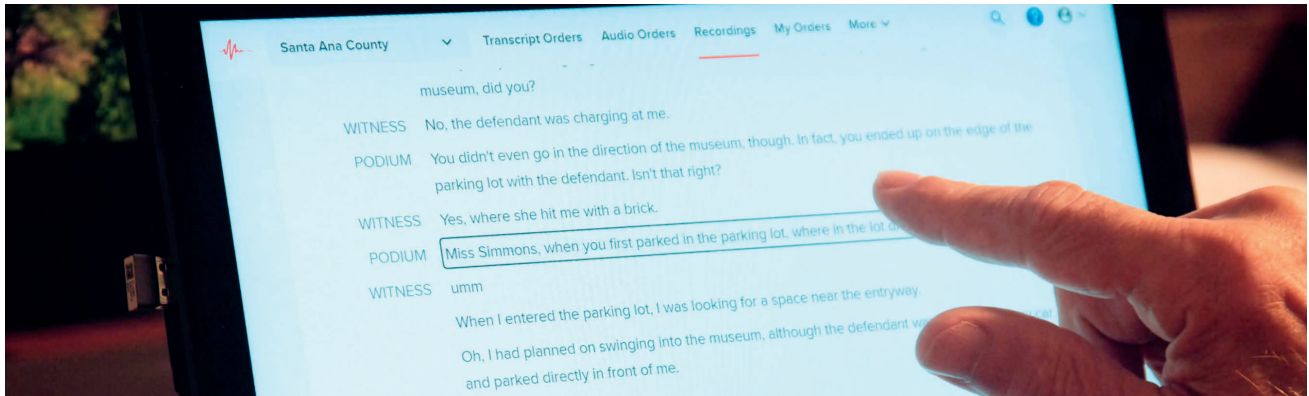 Santa Ana County Transcript Orders Audio Orders Recordings My Orders More
museum, did you?
WITNESS No, the defendant was charging at me.
PODIUM You didn't even go in the direction of the museum, though. In fact, you ended up on the edge of the
parking lot with the defendant. Isn't that right?
WITNESS Yes, where she hit me with a brick.
PODIUM Miss Simmons, when you first parked in the parking lot, where in the lot
WITNESS umm
When I entered the parking lot, I was looking for a space near the entryway.
Oh, I had planned on swinging into the museum, although the defendant car
and parked directly in front of me.